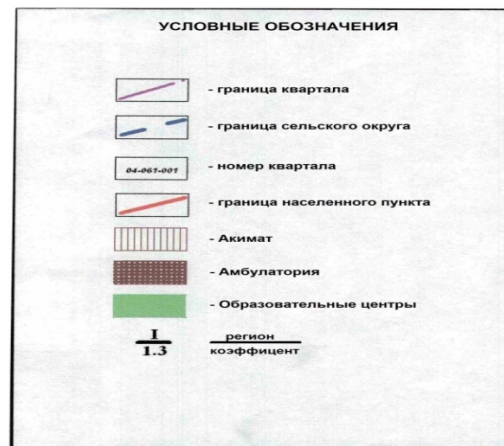 УСЛОВНЫЕ ОБОЗНАЧЕНИЯ
- граница квартала
- граница сельского округа
04-061-001 - номер квартала
- граница населенного пункта
- Акимат
- Амбулатория
- Образовательные центры
I регион
1.3 коэффицент